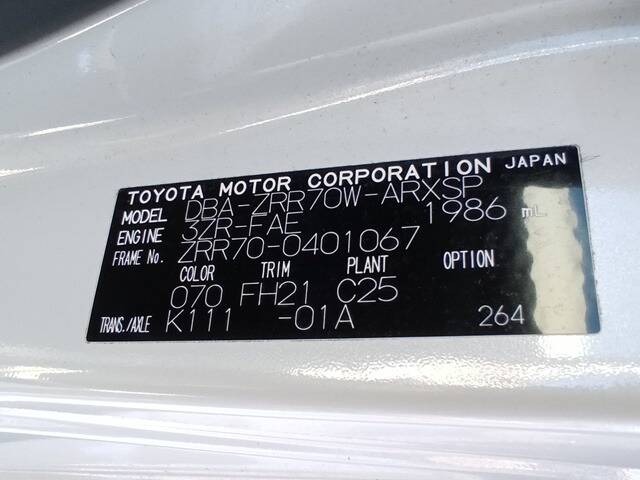 TOYOTA MOTOR CORPORATION JAPAN
MODEL DBA-ZRR70W-ARXSP
ENGINE 3ZR-FAE 1986 mL
FRAME No. ZRR70-0401067
COLOR TRIM PLANT OPTION
070 FH21 C25
TRANS./AXLE K111 -01A 264